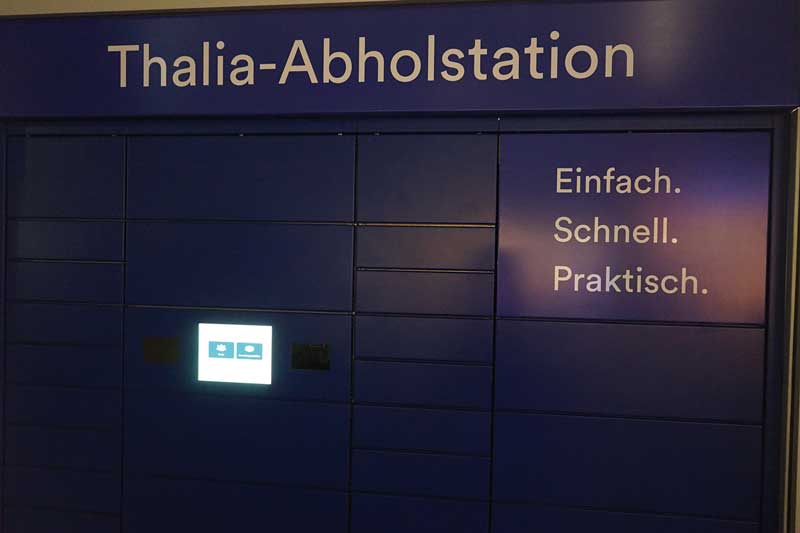 Thalia-Abholstation
Einfach.
Schnell.
Praktisch.